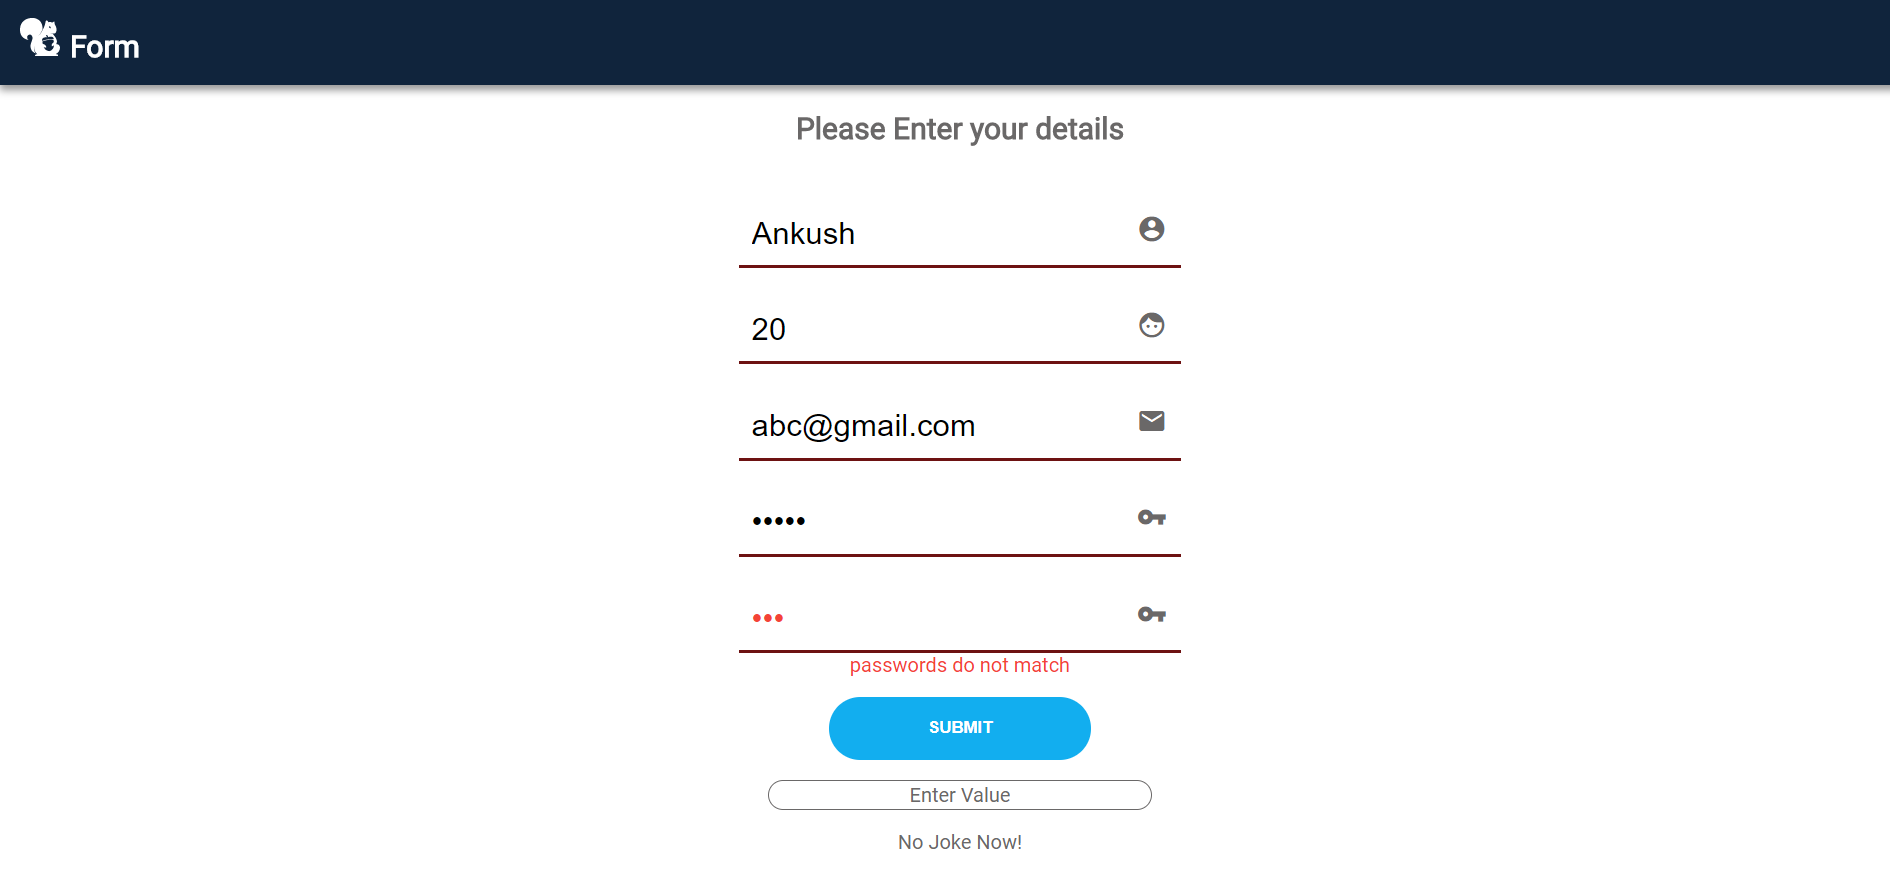 Form
Please Enter your details
Ankush
20
abc@gmail.com
•••••
•••
passwords do not match
SUBMIT
Enter Value
No Joke Now!